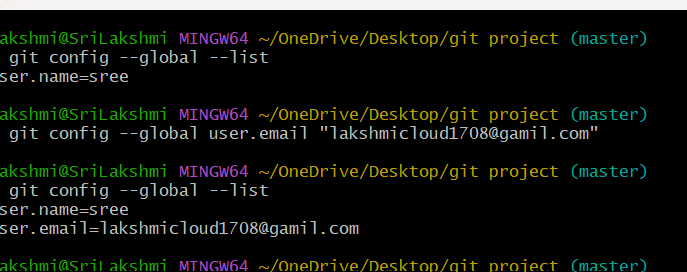 akshmi@SriLakshmi MINGW64 ~/OneDrive/Desktop/git project (master)
git config --global --list
ser.name=sree
akshmi@SriLakshmi MINGW64 ~/OneDrive/Desktop/git project (master)
git config --global user.email "lakshmicloud1708@gamil.com"
akshmi@SriLakshmi MINGW64 ~/OneDrive/Desktop/git project (master)
git config --global --list
ser.name=sree
ser.email=lakshmicloud1708@gamil.com
akshmi@SriLakshmi MINGW64 ~/OneDrive/Desktop/git project (master)